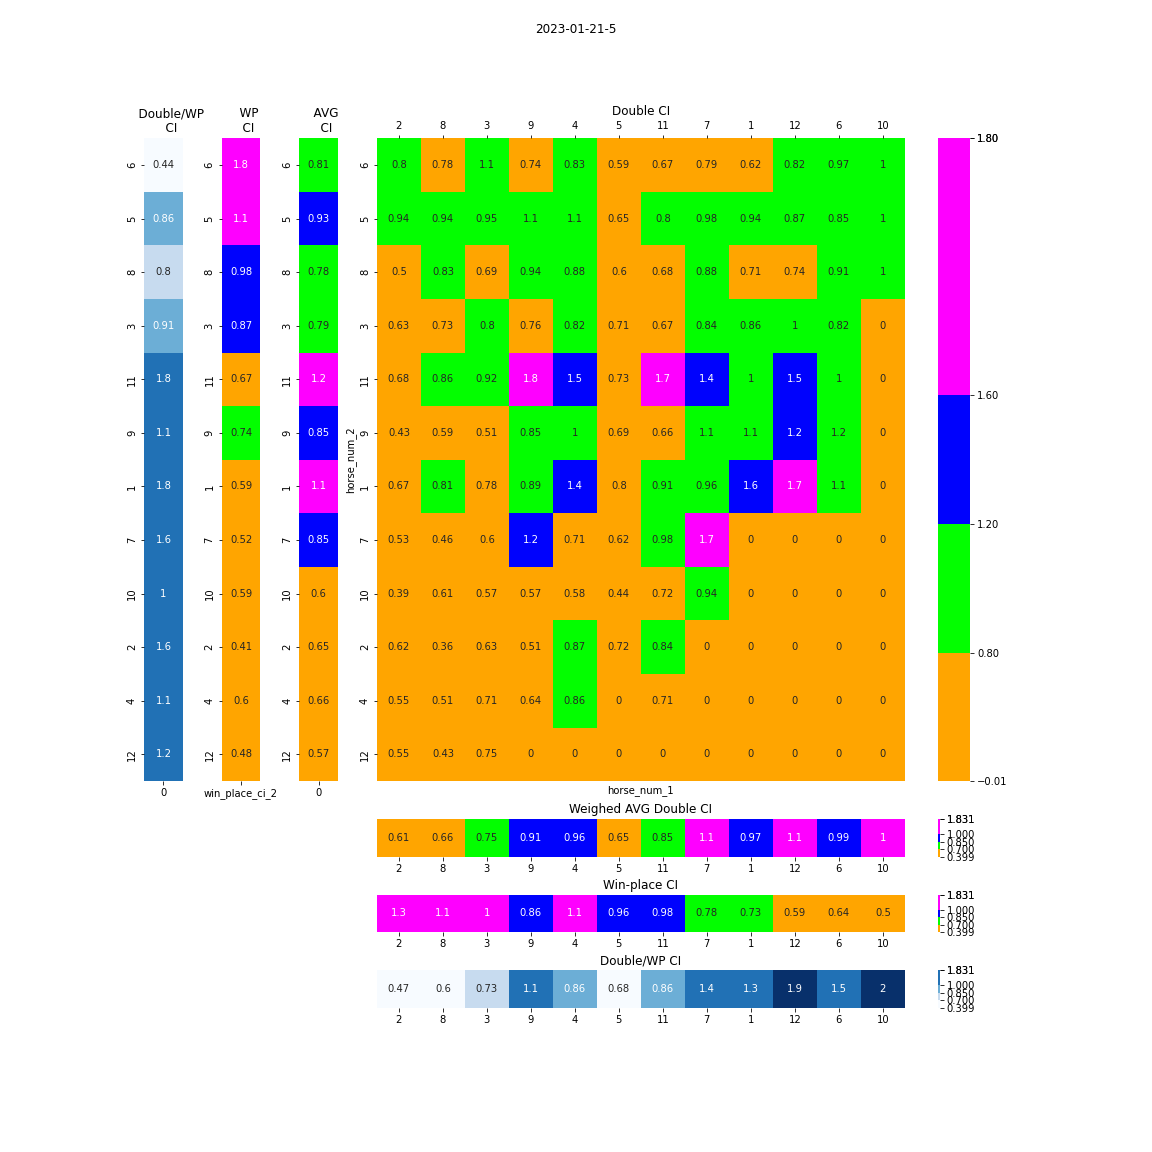 2023-01-21-5
Double/WP CI
WP CI
AVG CI
Double CI
2 8 3 9 4 5 11 7 1 12 6 10
6 0.44 6 1.8 6 0.81 6 0.8 0.78 1.1 0.74 0.83 0.59 0.67 0.79 0.62 0.82 0.97 1
5 0.86 5 1.1 5 0.93 5 0.94 0.94 0.95 1.1 1.1 0.65 0.8 0.98 0.94 0.87 0.85 1
8 0.8 8 0.98 8 0.78 8 0.5 0.83 0.69 0.94 0.88 0.6 0.68 0.88 0.71 0.74 0.91 1
3 0.91 3 0.87 3 0.79 3 0.63 0.73 0.8 0.76 0.82 0.71 0.67 0.84 0.86 1 0.82 0
11 1.8 11 0.67 11 1.2 11 0.68 0.86 0.92 1.8 1.5 0.73 1.7 1.4 1 1.5 1 0
9 1.1 9 0.74 9 0.85 9 0.43 0.59 0.51 0.85 1 0.69 0.66 1.1 1.1 1.2 1.2 0
1 1.8 1 0.59 1 1.1 1 0.67 0.81 0.78 0.89 1.4 0.8 0.91 0.96 1.6 1.7 1.1 0
7 1.6 7 0.52 7 0.85 7 0.53 0.46 0.6 1.2 0.71 0.62 0.98 1.7 0 0 0 0
10 1 10 0.59 10 0.6 10 0.39 0.61 0.57 0.57 0.58 0.44 0.72 0.94 0 0 0 0
2 1.6 2 0.41 2 0.65 2 0.62 0.36 0.63 0.51 0.87 0.72 0.84 0 0 0 0 0
4 1.1 4 0.6 4 0.66 4 0.55 0.51 0.71 0.64 0.86 0 0.71 0 0 0 0 0
12 1.2 12 0.48 12 0.57 12 0.55 0.43 0.75 0 0 0 0 0 0 0 0 0
horse_num_2
0 win_place_ci_2 0 horse_num_1
1.80
1.60
1.20
0.80
−0.01
Weighed AVG Double CI
0.61 0.66 0.75 0.91 0.96 0.65 0.85 1.1 0.97 1.1 0.99 1
2 8 3 9 4 5 11 7 1 12 6 10
1.831
1.000
0.850
0.700
0.399
Win-place CI
1.3 1.1 1 0.86 1.1 0.96 0.98 0.78 0.73 0.59 0.64 0.5
2 8 3 9 4 5 11 7 1 12 6 10
1.831
1.000
0.850
0.700
0.399
Double/WP CI
0.47 0.6 0.73 1.1 0.86 0.68 0.86 1.4 1.3 1.9 1.5 2
2 8 3 9 4 5 11 7 1 12 6 10
1.831
1.000
0.850
0.700
0.399